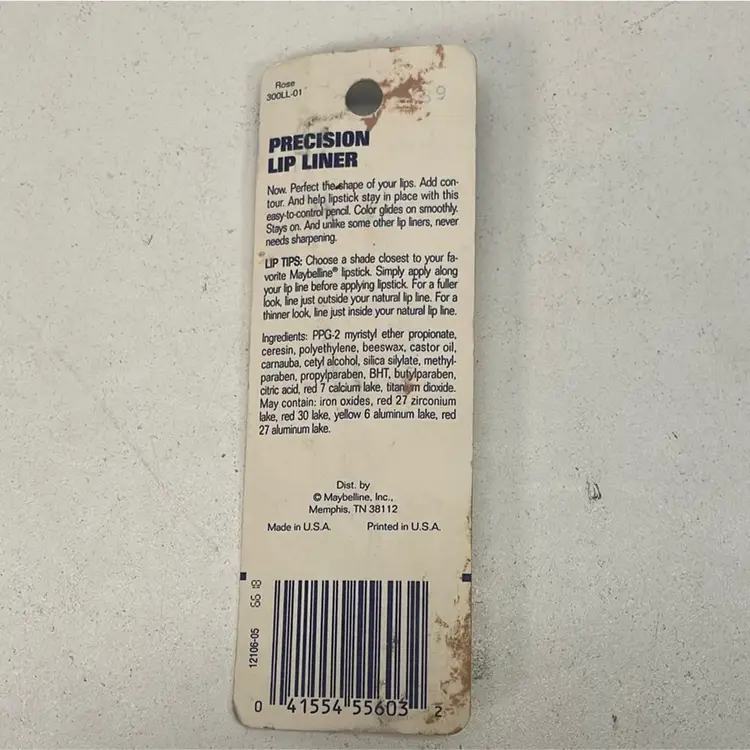 Rose
300LL-01
PRECISION
LIP LINER
Now. Perfect the shape of your lips. Add con-
tour. And help lipstick stay in place with this
easy-to-control pencil. Color glides on smoothly.
Stays on. And unlike some other lip liners, never
needs sharpening.
LIP TIPS: Choose a shade closest to your fa-
vorite Maybelline® lipstick. Simply apply along
your lip line before applying lipstick. For a fuller
look, line just outside your natural lip line. For a
thinner look, line just inside your natural lip line.
Ingredients: PPG-2 myristyl ether propionate,
ceresin, polyethylene, beeswax, castor oil,
carnauba, cetyl alcohol, silica silylate, methyl-
paraben, propylparaben, BHT, butylparaben,
citric acid, red 7 calcium lake, titanium dioxide.
May contain: iron oxides, red 27 zirconium
lake, red 30 lake, yellow 6 aluminum lake, red
27 aluminum lake.
Dist. by
© Maybelline, Inc.,
Memphis, TN 38112
Made in U.S.A. Printed in U.S.A.
12106-05
0 41554 55603 2